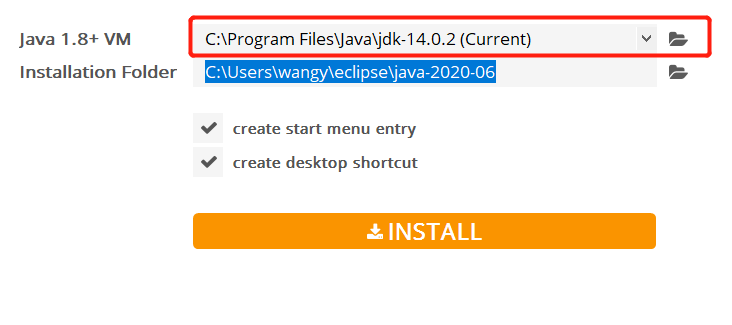 Java 1.8+ VM C:\Program Files\Java\jdk-14.0.2 (Current)
Installation Folder C:\Users\wangy\eclipse\java-2020-06
create start menu entry
create desktop shortcut
INSTALL